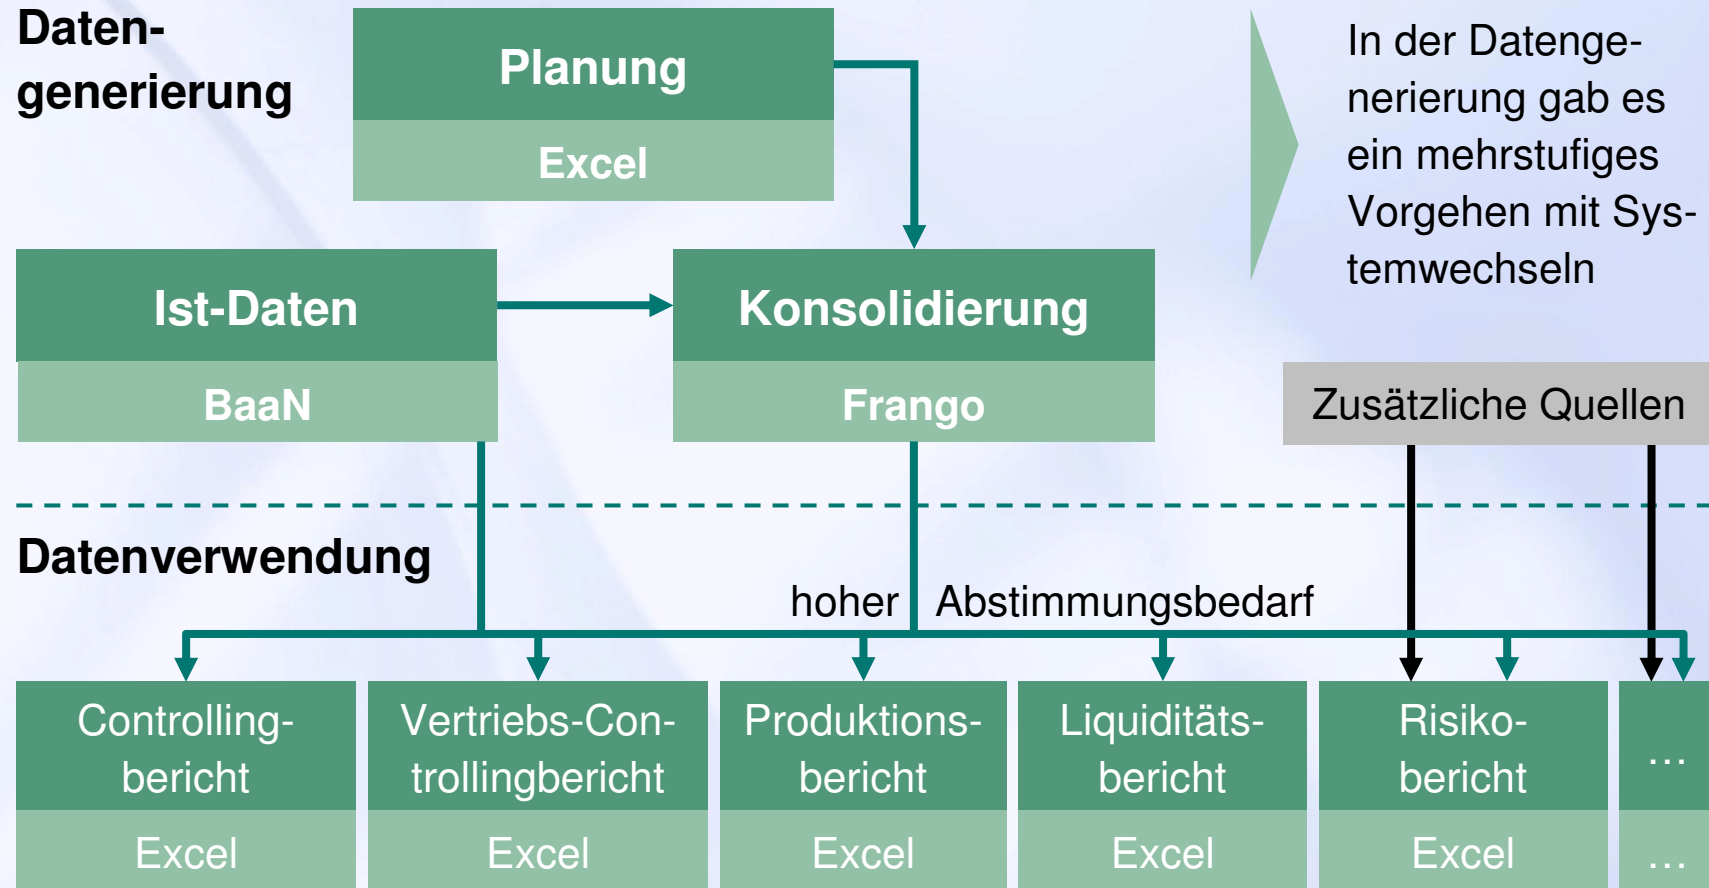 Daten-
generierung
Planung
Excel
In der Datenge-
nerierung gab es
ein mehrstufiges
Vorgehen mit Sys-
temwechseln
Ist-Daten
BaaN
Konsolidierung
Frango
Zusätzliche Quellen
Datenverwendung
hoher Abstimmungsbedarf
Controlling-
bericht
Excel
Vertriebs-Con-
trollingbericht
Excel
Produktions-
bericht
Excel
Liquiditäts-
bericht
Excel
Risiko-
bericht
Excel
...
...